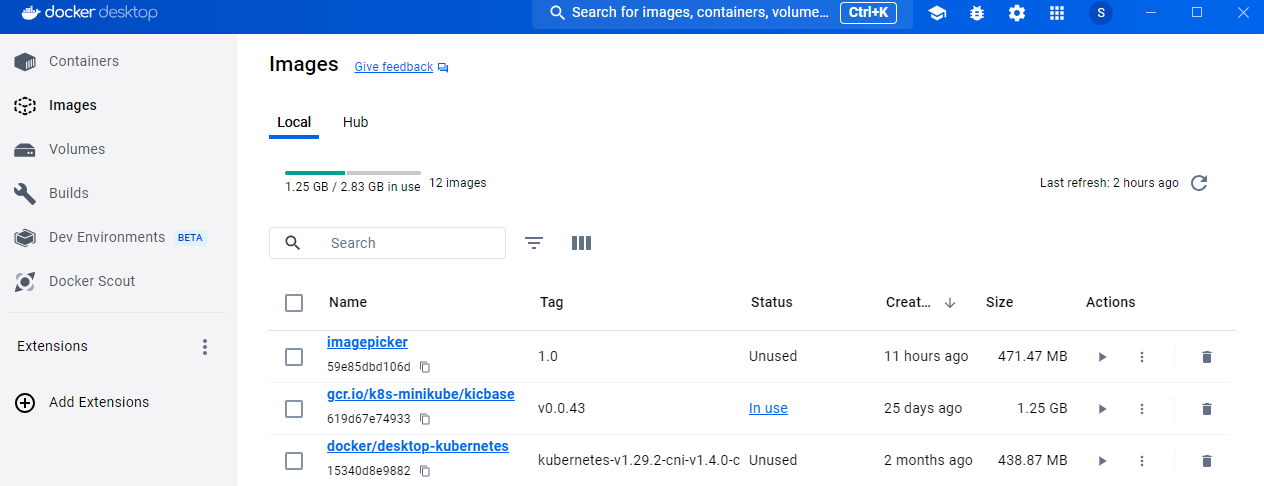 docker desktop
Search for images, containers, volume... Ctrl+K
S
Containers
Images
Volumes
Builds
Dev Environments BETA
Docker Scout
Extensions
Add Extensions
Images Give feedback
Local Hub
1.25 GB / 2.83 GB in use 12 images
Last refresh: 2 hours ago
Search
Name Tag Status Creat... Size Actions
imagepicker
59e85dbd106d
1.0 Unused 11 hours ago 471.47 MB
gcr.io/k8s-minikube/kicbase
619d67e74933
v0.0.43 In use 25 days ago 1.25 GB
docker/desktop-kubernetes
15340d8e9882
kubernetes-v1.29.2-cni-v1.4.0-c Unused 2 months ago 438.87 MB